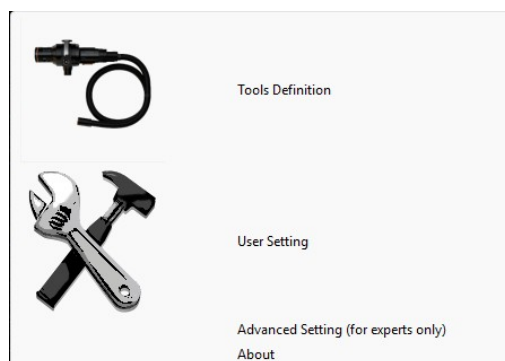 Tools Definition
User Setting
Advanced Setting (for experts only)
About